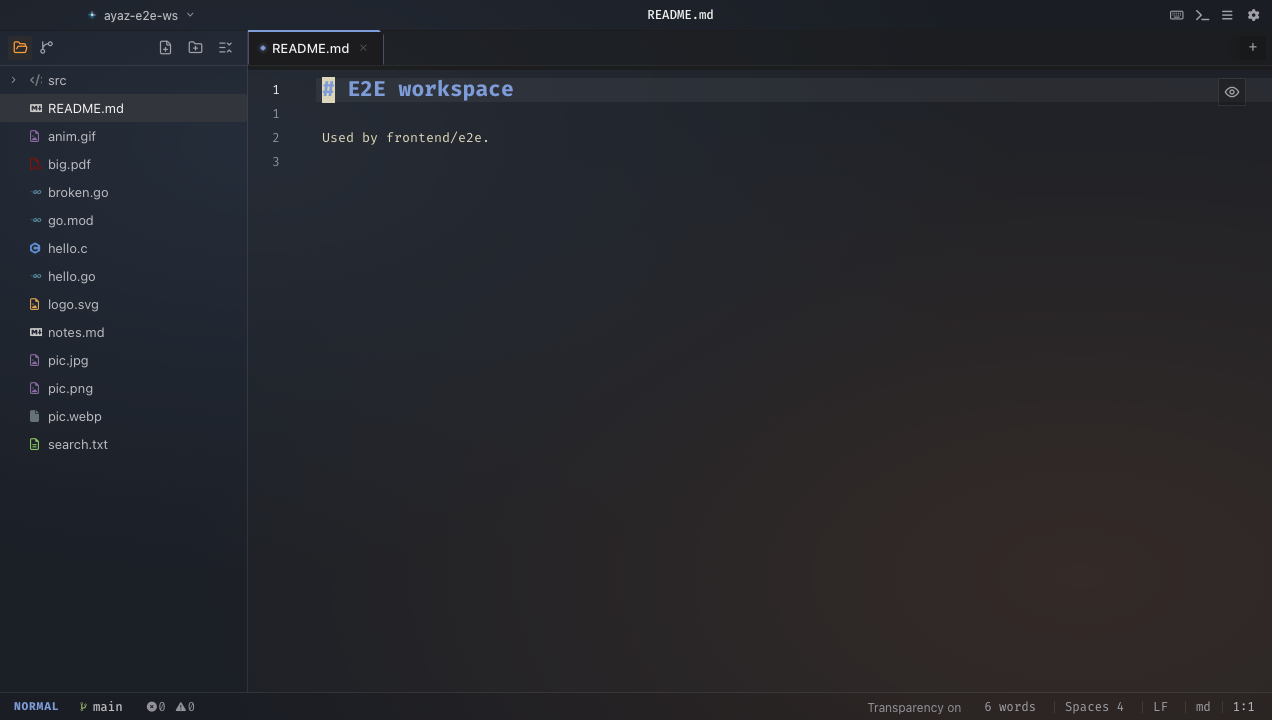 ayaz-e2e-ws
README.md
README.md
src
README.md
anim.gif
big.pdf
broken.go
go.mod
hello.c
hello.go
logo.svg
notes.md
pic.jpg
pic.png
pic.webp
search.txt
1 # E2E workspace
1
2 Used by frontend/e2e.
3
NORMAL main 0 0 Transparency on 6 words Spaces 4 LF md 1:1